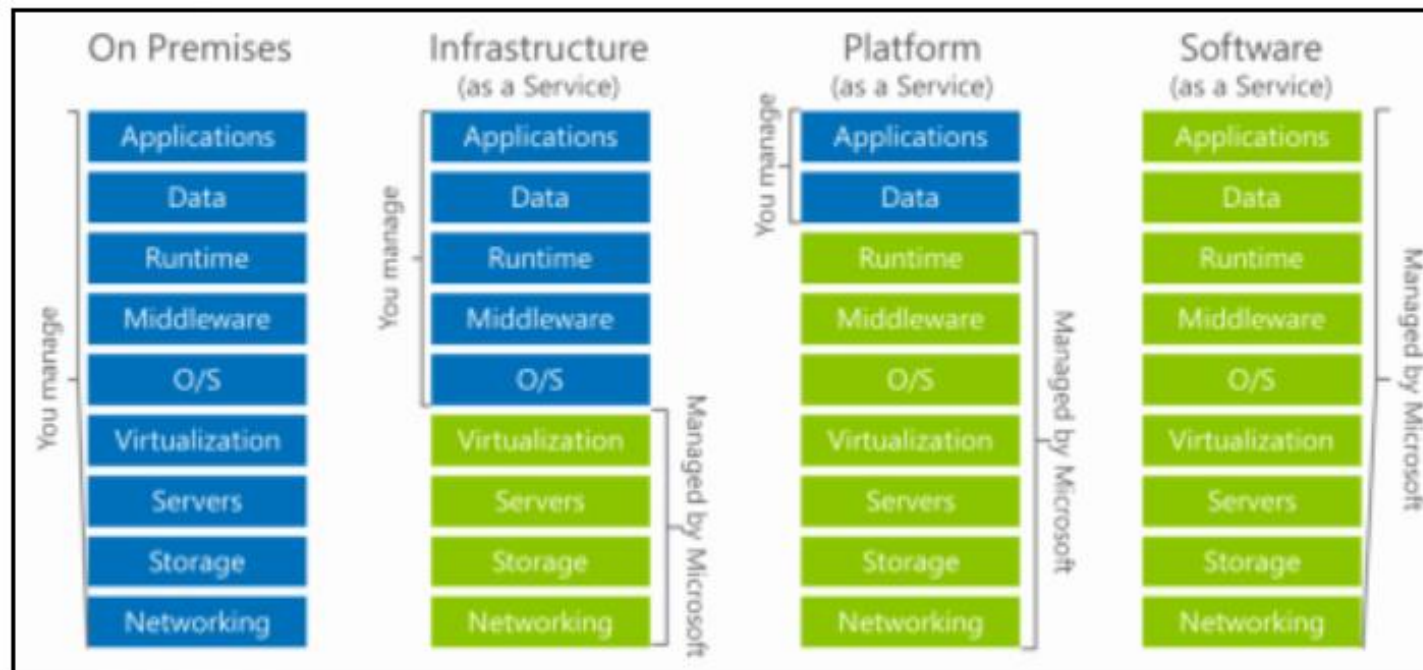 On Premises
You manage
Applications
Data
Runtime
Middleware
O/S
Virtualization
Servers
Storage
Networking
Infrastructure
(as a Service)
You manage
Applications
Data
Runtime
Middleware
O/S
Virtualization
Servers
Storage
Networking
Managed by Microsoft
Platform
(as a Service)
You manage
Applications
Data
Runtime
Middleware
O/S
Virtualization
Servers
Storage
Networking
Managed by Microsoft
Software
(as a Service)
Applications
Data
Runtime
Middleware
O/S
Virtualization
Servers
Storage
Networking
Managed by Microsoft